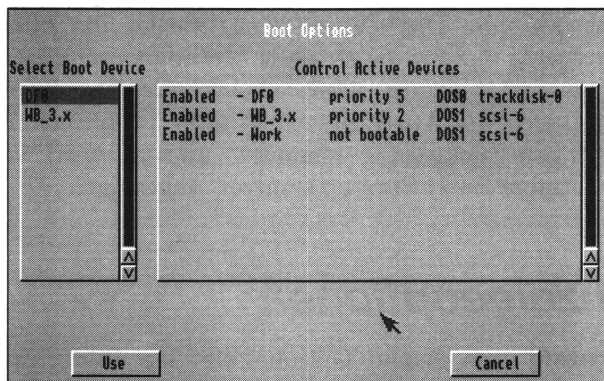 Boot Options
Select Boot Device
Control Active Devices
DF0
WB_3.x
Enabled - DF0 priority 5 DOS0 trackdisk-0
Enabled - WB_3.x priority 2 DOS1 scsi-6
Enabled - Work not bootable DOS1 scsi-6
Use
Cancel